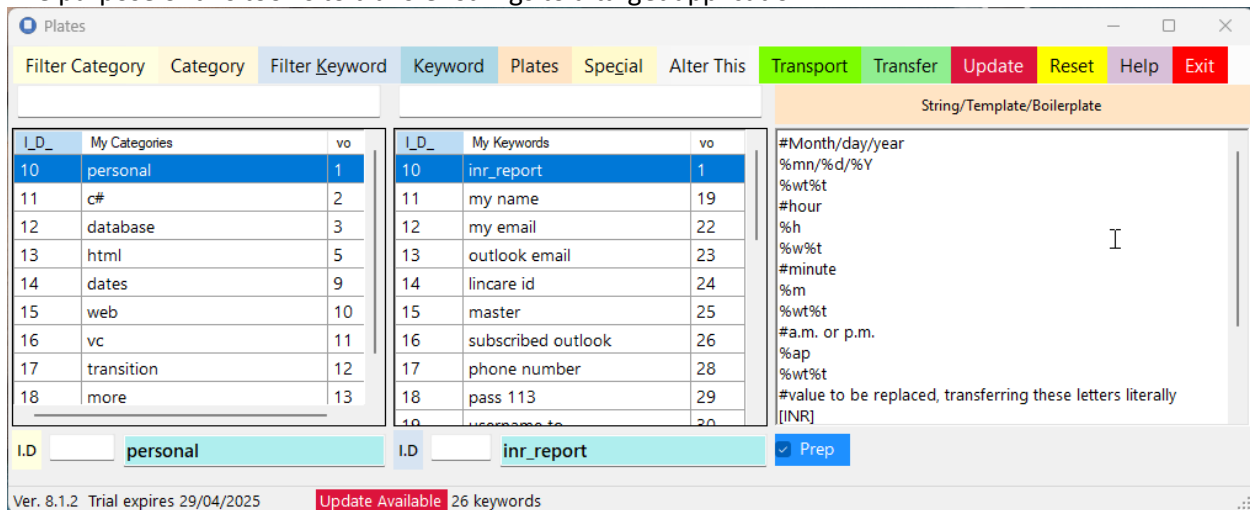 Plates
Filter Category Category Filter Keyword Keyword Plates Special Alter This Transport Transfer Update Reset Help Exit
String/Template/Boilerplate
I_D_ My Categories vo
10 personal 1
11 c# 2
12 database 3
13 html 5
14 dates 9
15 web 10
16 vc 11
17 transition 12
18 more 13
I_D_ My Keywords vo
10 inr_report 1
11 my name 19
12 my email 22
13 outlook email 23
14 lincare id 24
15 master 25
16 subscribed outlook 26
17 phone number 28
18 pass 113 29
19 username to 30
#Month/day/year
%mn/%d/%Y
%wt%t
#hour
%h
%w%t
#minute
%m
%wt%t
#a.m. or p.m.
%ap
%wt%t
#value to be replaced, transferring these letters literally
[INR]
I.D personal I.D inr_report Prep
Ver. 8.1.2 Trial expires 29/04/2025 Update Available 26 keywords